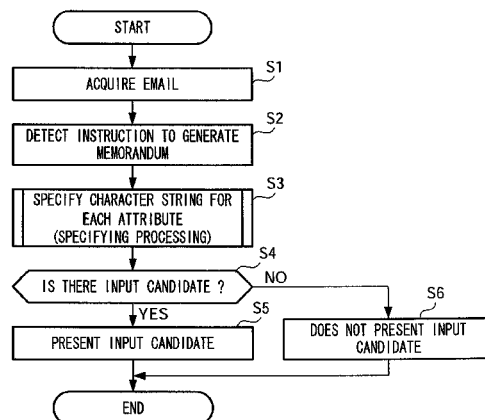 START
S1
ACQUIRE EMAIL
S2
DETECT INSTRUCTION TO GENERATE
MEMORANDUM
S3
SPECIFY CHARACTER STRING FOR
EACH ATTRIBUTE
(SPECIFYING PROCESSING)
S4
IS THERE INPUT CANDIDATE ?
NO
YES
S5
PRESENT INPUT CANDIDATE
S6
DOES NOT PRESENT INPUT
CANDIDATE
END